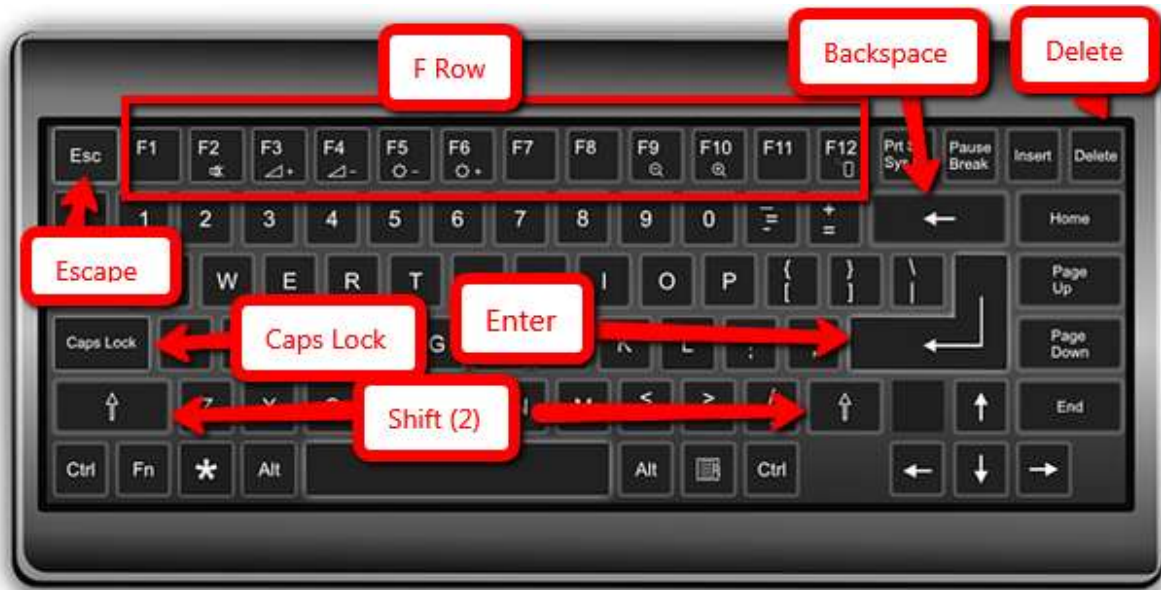 F Row
Backspace
Delete
Esc F1 F2 F3 F4 F5 F6 F7 F8 F9 F10 F11 F12 Prt Pause Break Insert Delete
1 2 3 4 5 6 7 8 9 0 - = + = Home
Escape
W E R T I O P { [ } ] \ | Page Up
Caps Lock
Caps Lock
G
Enter
K L ;
Page Down
Z X
Shift (2)
N M < > /
End
Ctrl Fn * Alt Alt Ctrl